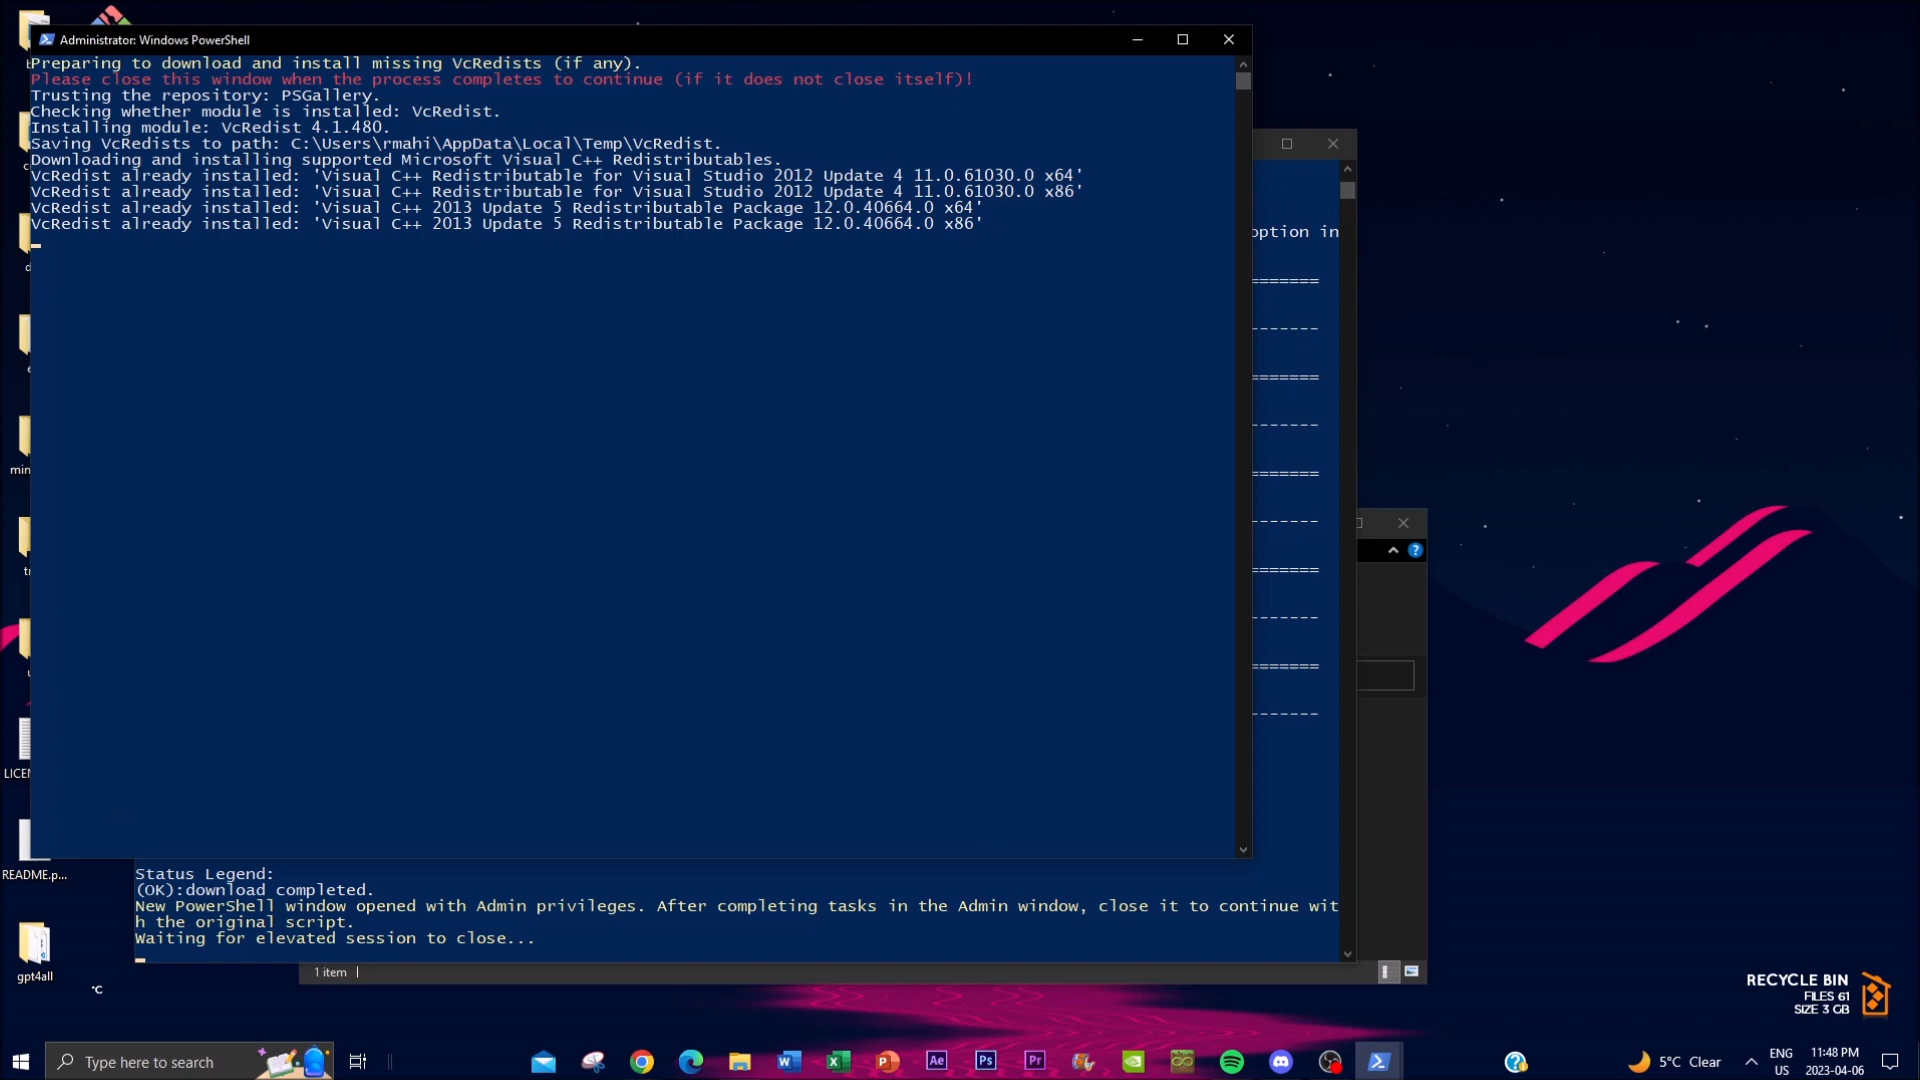 Administrator: Windows PowerShell
Preparing to download and install missing VcRedists (if any).
Please close this window when the process completes to continue (if it does not close itself)!
Trusting the repository: PSGallery.
Checking whether module is installed: VcRedist.
Installing module: VcRedist 4.1.480.
Saving VcRedists to path: C:\Users\rmahi\AppData\Local\Temp\VcRedist.
Downloading and installing supported Microsoft Visual C++ Redistributables.
VcRedist already installed: 'Visual C++ Redistributable for Visual Studio 2012 Update 4 11.0.61030.0 x64'
VcRedist already installed: 'Visual C++ Redistributable for Visual Studio 2012 Update 4 11.0.61030.0 x86'
VcRedist already installed: 'Visual C++ 2013 Update 5 Redistributable Package 12.0.40664.0 x64'
VcRedist already installed: 'Visual C++ 2013 Update 5 Redistributable Package 12.0.40664.0 x86'
option in
=======
-------
=======
-------
=======
-------
=======
-------
=======
-------
Status Legend:
(OK):download completed.
New PowerShell window opened with Admin privileges. After completing tasks in the Admin window, close it to continue wit
h the original script.
Waiting for elevated session to close...
1 item
min
LICEN
README.p...
gpt4all
°C
RECYCLE BIN
FILES 61
SIZE 3 GB
Type here to search
Ae
Ps
Pr
5°C Clear
ENG
US
11:48 PM
2023-04-06